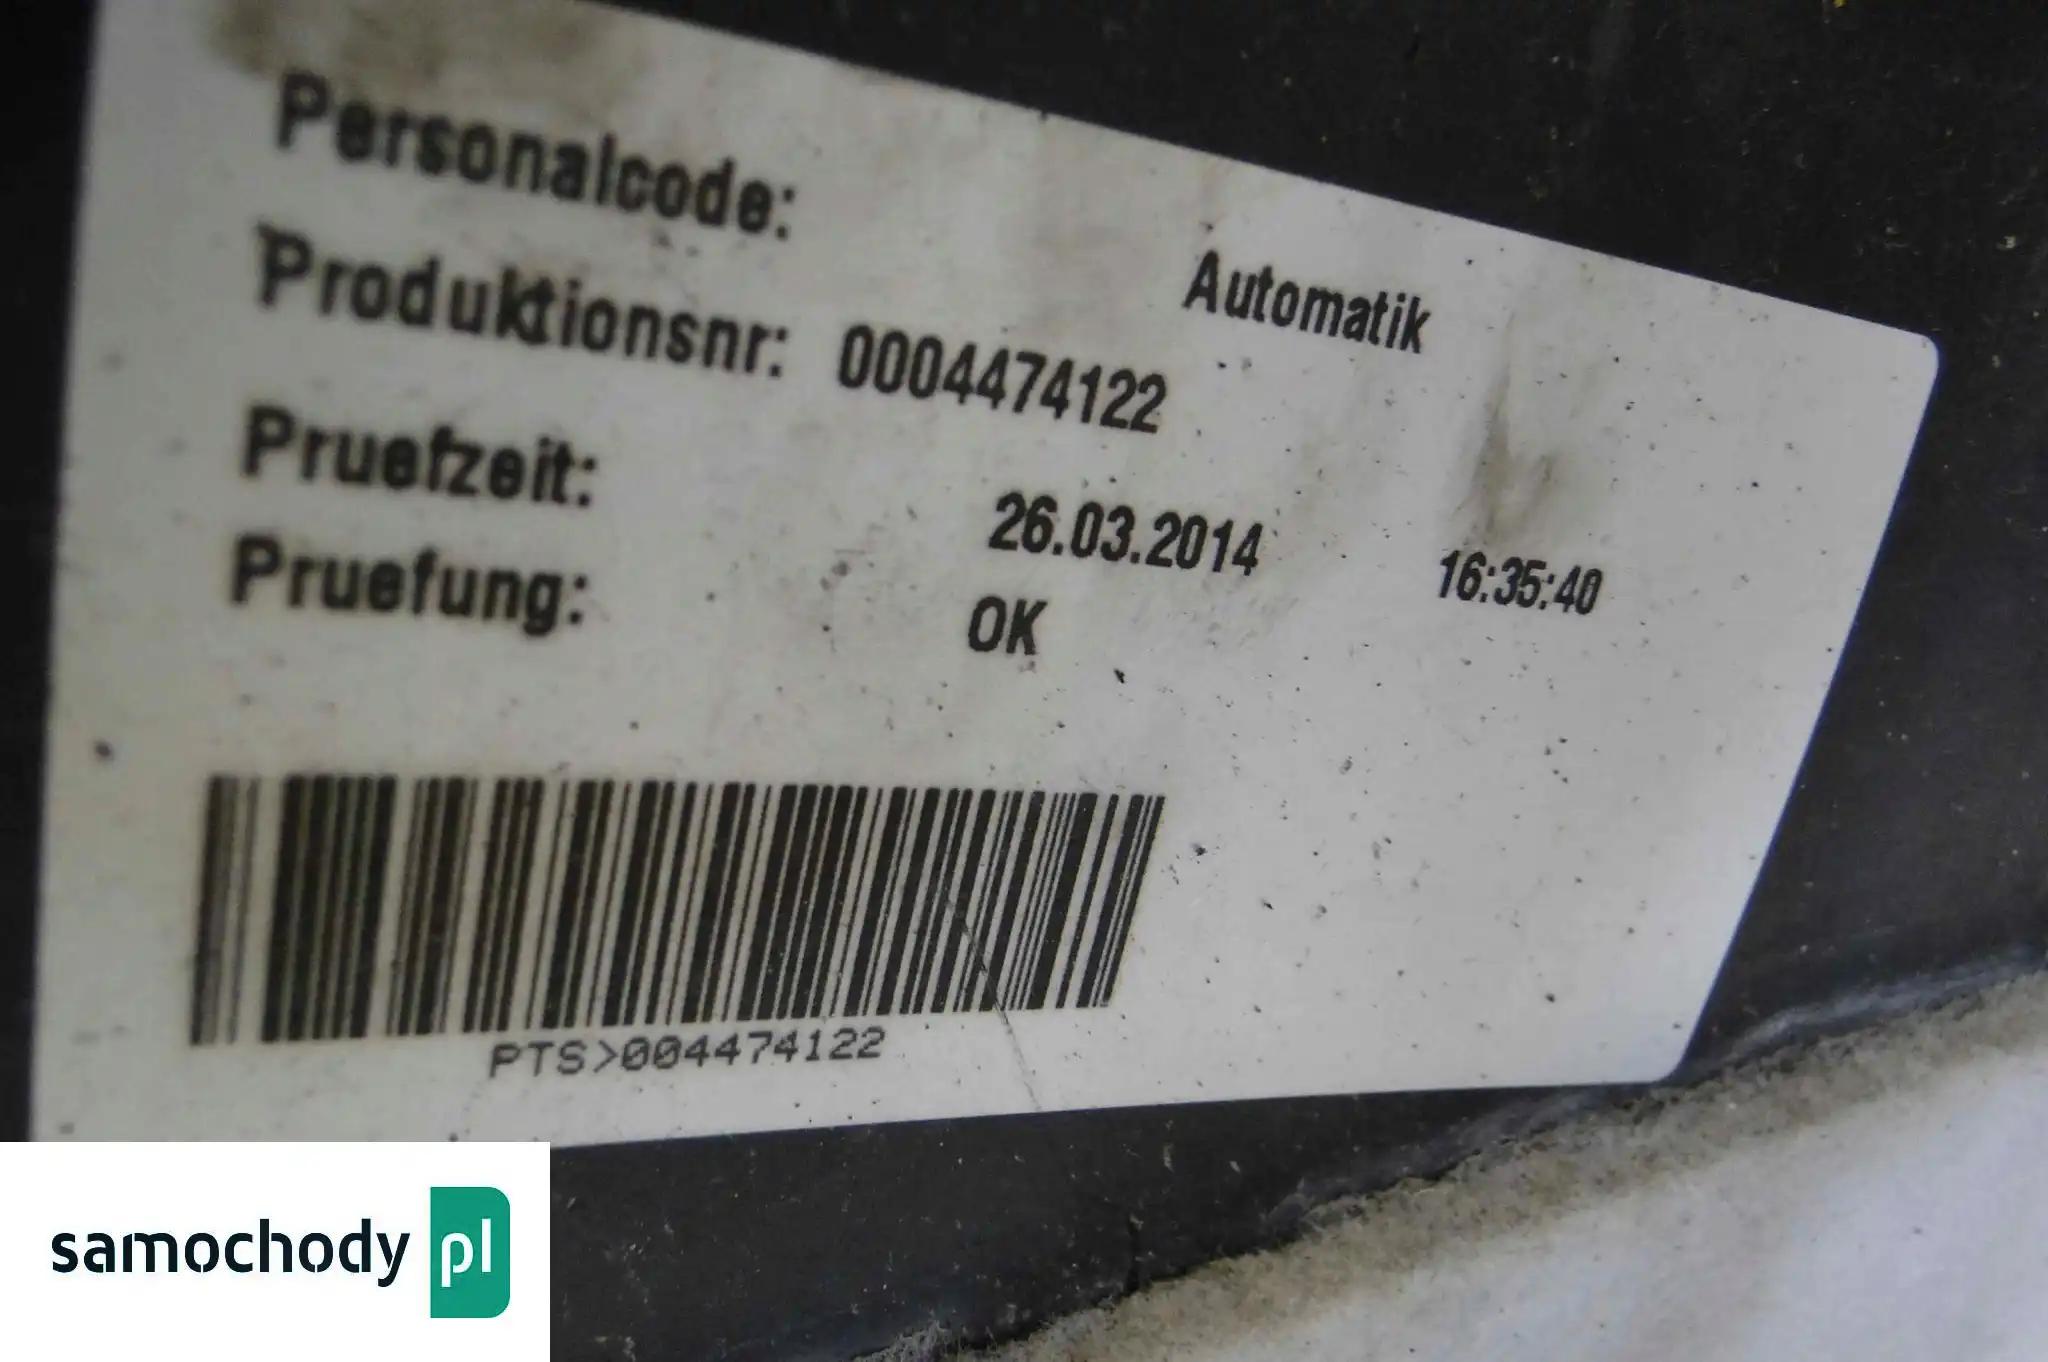 Personalcode: Automatik
Produktionsnr: 0004474122
Pruefzeit: 26.03.2014 16:35:40
Pruefung: OK
PTS>004474122
samochody pl